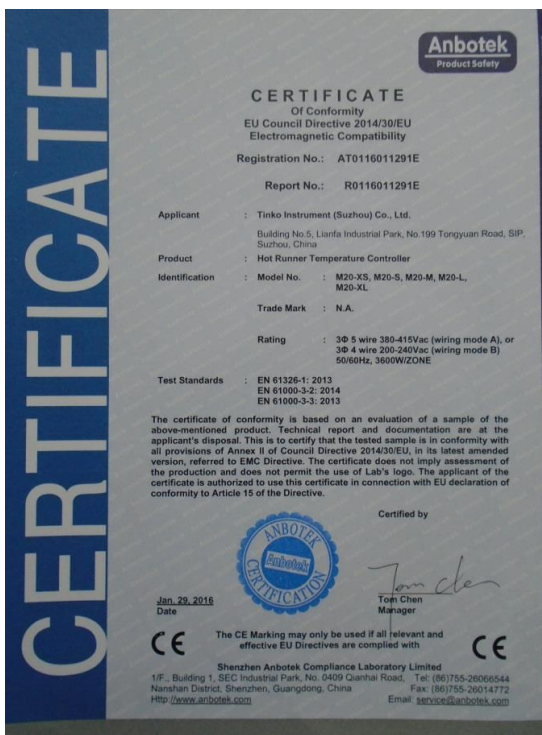 CERTIFICATE
Anbotek
Product Safety
CERTIFICATE
Of Conformity
EU Council Directive 2014/30/EU
Electromagnetic Compatibility
Registration No.: AT0116011291E
Report No.: R0116011291E
Applicant : Tinko Instrument (Suzhou) Co., Ltd.
Building No.5, Lianfa Industrial Park, No.199 Tongyuan Road, SIP,
Suzhou, China
Product : Hot Runner Temperature Controller
Identification : Model No. : M20-XS, M20-S, M20-M, M20-L,
M20-XL
Trade Mark : N.A.
Rating : 3Φ 5 wire 380-415Vac (wiring mode A), or
3Φ 4 wire 200-240Vac (wiring mode B)
50/60Hz, 3600W/ZONE
Test Standards : EN 61326-1: 2013
EN 61000-3-2: 2014
EN 61000-3-3: 2013
The certificate of conformity is based on an evaluation of a sample of the
above-mentioned product. Technical report and documentation are at the
applicant's disposal. This is to certify that the tested sample is in conformity with
all provisions of Annex II of Council Directive 2014/30/EU, in its latest amended
version, referred to EMC Directive. The certificate does not imply assessment of
the production and does not permit the use of Lab's logo. The applicant of the
certificate is authorized to use this certificate in connection with EU declaration of
conformity to Article 15 of the Directive.
Certified by
ANBOTEK
Anbotek
CERTIFICATION
Tom Chen
Jan. 29, 2016
Date
Tom Chen
Manager
CE
The CE Marking may only be used if all relevant and
effective EU Directives are complied with
CE
Shenzhen Anbotek Compliance Laboratory Limited
1/F., Building 1, SEC Industrial Park, No. 0409 Qianhai Road, Tel: (86)755-26066544
Nanshan District, Shenzhen, Guangdong, China Fax: (86)755-26014772
Http://www.anbotek.com Email: service@anbotek.com